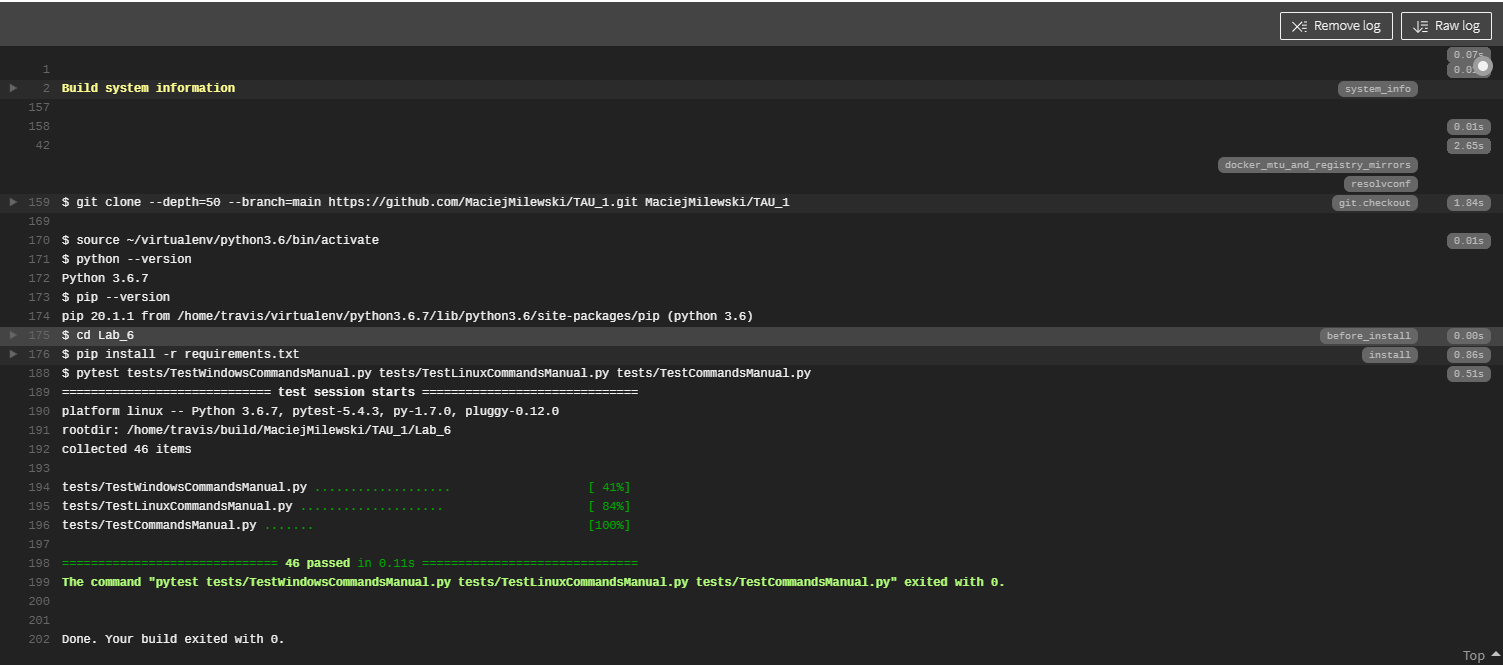 Remove log Raw log
0.07s
1 0.01s
2 Build system information system_info
157
158 0.01s
42 2.65s
docker_mtu_and_registry_mirrors
resolvconf
159 $ git clone --depth=50 --branch=main https://github.com/MaciejMilewski/TAU_1.git MaciejMilewski/TAU_1 git.checkout 1.84s
169
170 $ source ~/virtualenv/python3.6/bin/activate 0.01s
171 $ python --version
172 Python 3.6.7
173 $ pip --version
174 pip 20.1.1 from /home/travis/virtualenv/python3.6.7/lib/python3.6/site-packages/pip (python 3.6)
175 $ cd Lab_6 before_install 0.00s
176 $ pip install -r requirements.txt install 0.86s
188 $ pytest tests/TestWindowsCommandsManual.py tests/TestLinuxCommandsManual.py tests/TestCommandsManual.py 0.51s
189 ============================= test session starts ==============================
190 platform linux -- Python 3.6.7, pytest-5.4.3, py-1.7.0, pluggy-0.12.0
191 rootdir: /home/travis/build/MaciejMilewski/TAU_1/Lab_6
192 collected 46 items
193
194 tests/TestWindowsCommandsManual.py ................... [ 41%]
195 tests/TestLinuxCommandsManual.py .................... [ 84%]
196 tests/TestCommandsManual.py ....... [100%]
197
198 ============================== 46 passed in 0.11s ==============================
199 The command "pytest tests/TestWindowsCommandsManual.py tests/TestLinuxCommandsManual.py tests/TestCommandsManual.py" exited with 0.
200
201
202 Done. Your build exited with 0.
Top